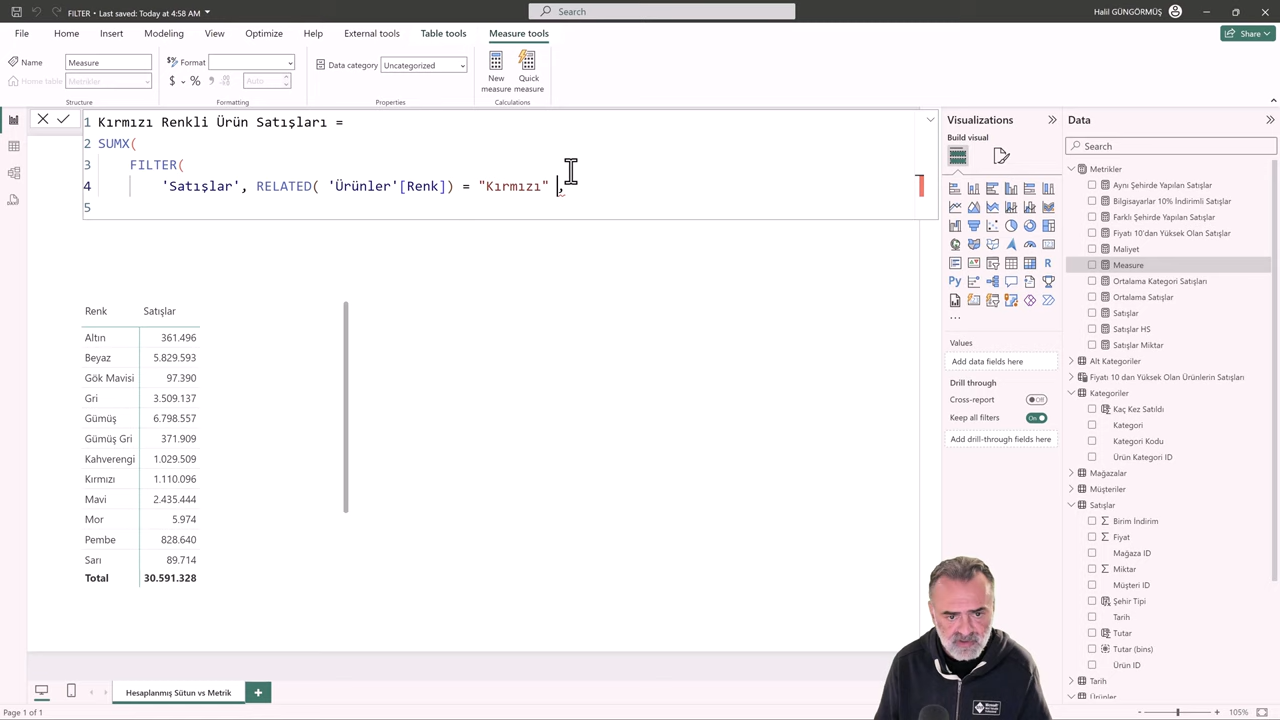 FILTER • Last saved: Today at 4:58 AM
Search
Halil GÜNGÖRMÜŞ
File
Home
Insert
Modeling
View
Optimize
Help
External tools
Table tools
Measure tools
Share
Name
Measure
Home table
Metrikler
Structure
Format
$
%
Auto
Formatting
Data category
Uncategorized
Properties
New measure
Quick measure
Calculations
1 Kırmızı Renkli Ürün Satışları =
2 SUMX(
3 FILTER(
4 'Satışlar', RELATED( 'Ürünler'[Renk]) = "Kırmızı" ,
5
Renk Satışlar
Altın 361.496
Beyaz 5.829.593
Gök Mavisi 97.390
Gri 3.509.137
Gümüş 6.798.557
Gümüş Gri 371.909
Kahverengi 1.029.509
Kırmızı 1.110.096
Mavi 2.435.444
Mor 5.974
Pembe 828.640
Sarı 89.714
Total 30.591.328
Visualizations
Build visual
R
Py
Values
Add data fields here
Drill through
Cross-report
Off
Keep all filters
On
Add drill-through fields here
Data
Search
Metrikler
Aynı Şehirde Yapılan Satışlar
Bilgisayarlar 10% İndirimli Satışlar
Farklı Şehirde Yapılan Satışlar
Fiyatı 10'dan Yüksek Olan Satışlar
Maliyet
Measure
Ortalama Kategori Satışları
Ortalama Satışlar
Satışlar
Satışlar HS
Satışlar Miktar
Alt Kategoriler
Fiyatı 10 dan Yüksek Olan Ürünlerin Satışları
Kategoriler
Kaç Kez Satıldı
Kategori
Kategori Kodu
Ürün Kategori ID
Mağazalar
Müşteriler
Satışlar
Birim İndirim
Fiyat
Mağaza ID
Miktar
Müşteri ID
Şehir Tipi
Tarih
Tutar
Tutar (bins)
Ürün ID
Tarih
Ürünler
Hesaplanmış Sütun vs Metrik
Page 1 of 1
105%